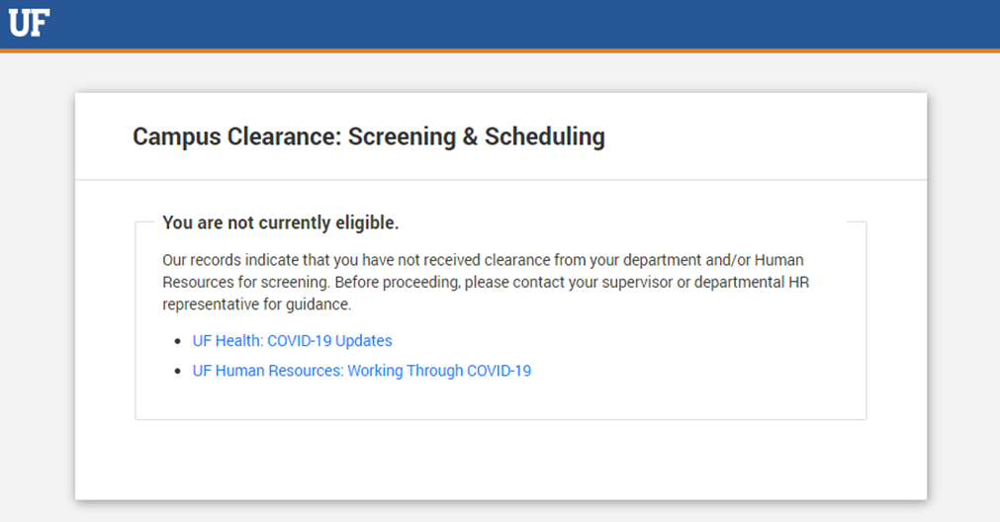 UF
Campus Clearance: Screening & Scheduling
You are not currently eligible.
Our records indicate that you have not received clearance from your department and/or Human
Resources for screening. Before proceeding, please contact your supervisor or departmental HR
representative for guidance.
UF Health: COVID-19 Updates
UF Human Resources: Working Through COVID-19